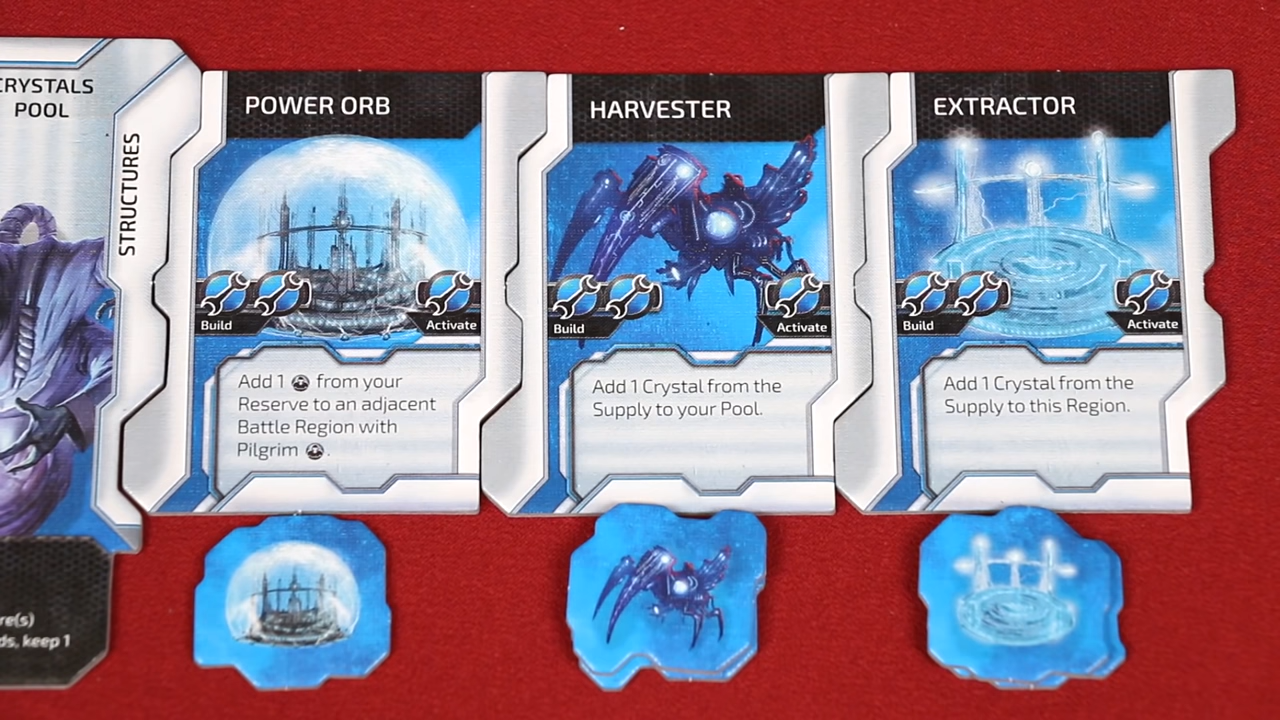 CRYSTALS
POOL
STRUCTURES
POWER ORB
Build
Activate
Add 1 from your
Reserve to an adjacent
Battle Region with
Pilgrim .
HARVESTER
Build
Activate
Add 1 Crystal from the
Supply to your Pool.
EXTRACTOR
Build
Activate
Add 1 Crystal from the
Supply to this Region.
re(s)
ds, keep 1